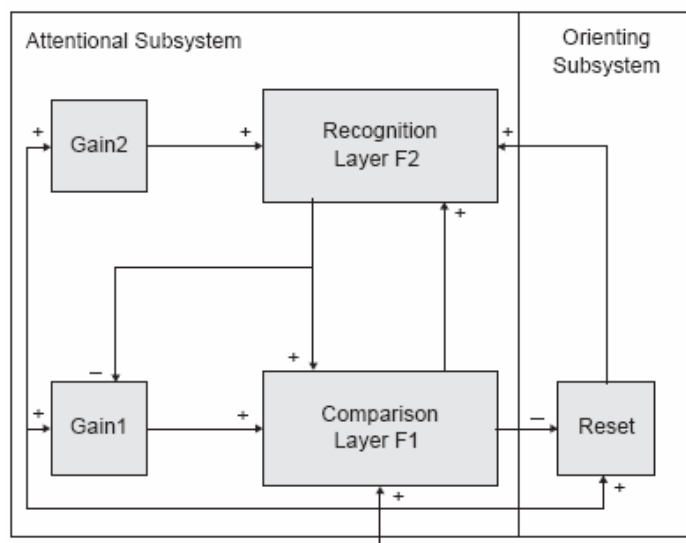 Attentional Subsystem
Orienting
Subsystem
+
+
+
Gain2
Recognition
Layer F2
+
+
−
+
+
+
−
Gain1
Comparison
Layer F1
Reset
+
+